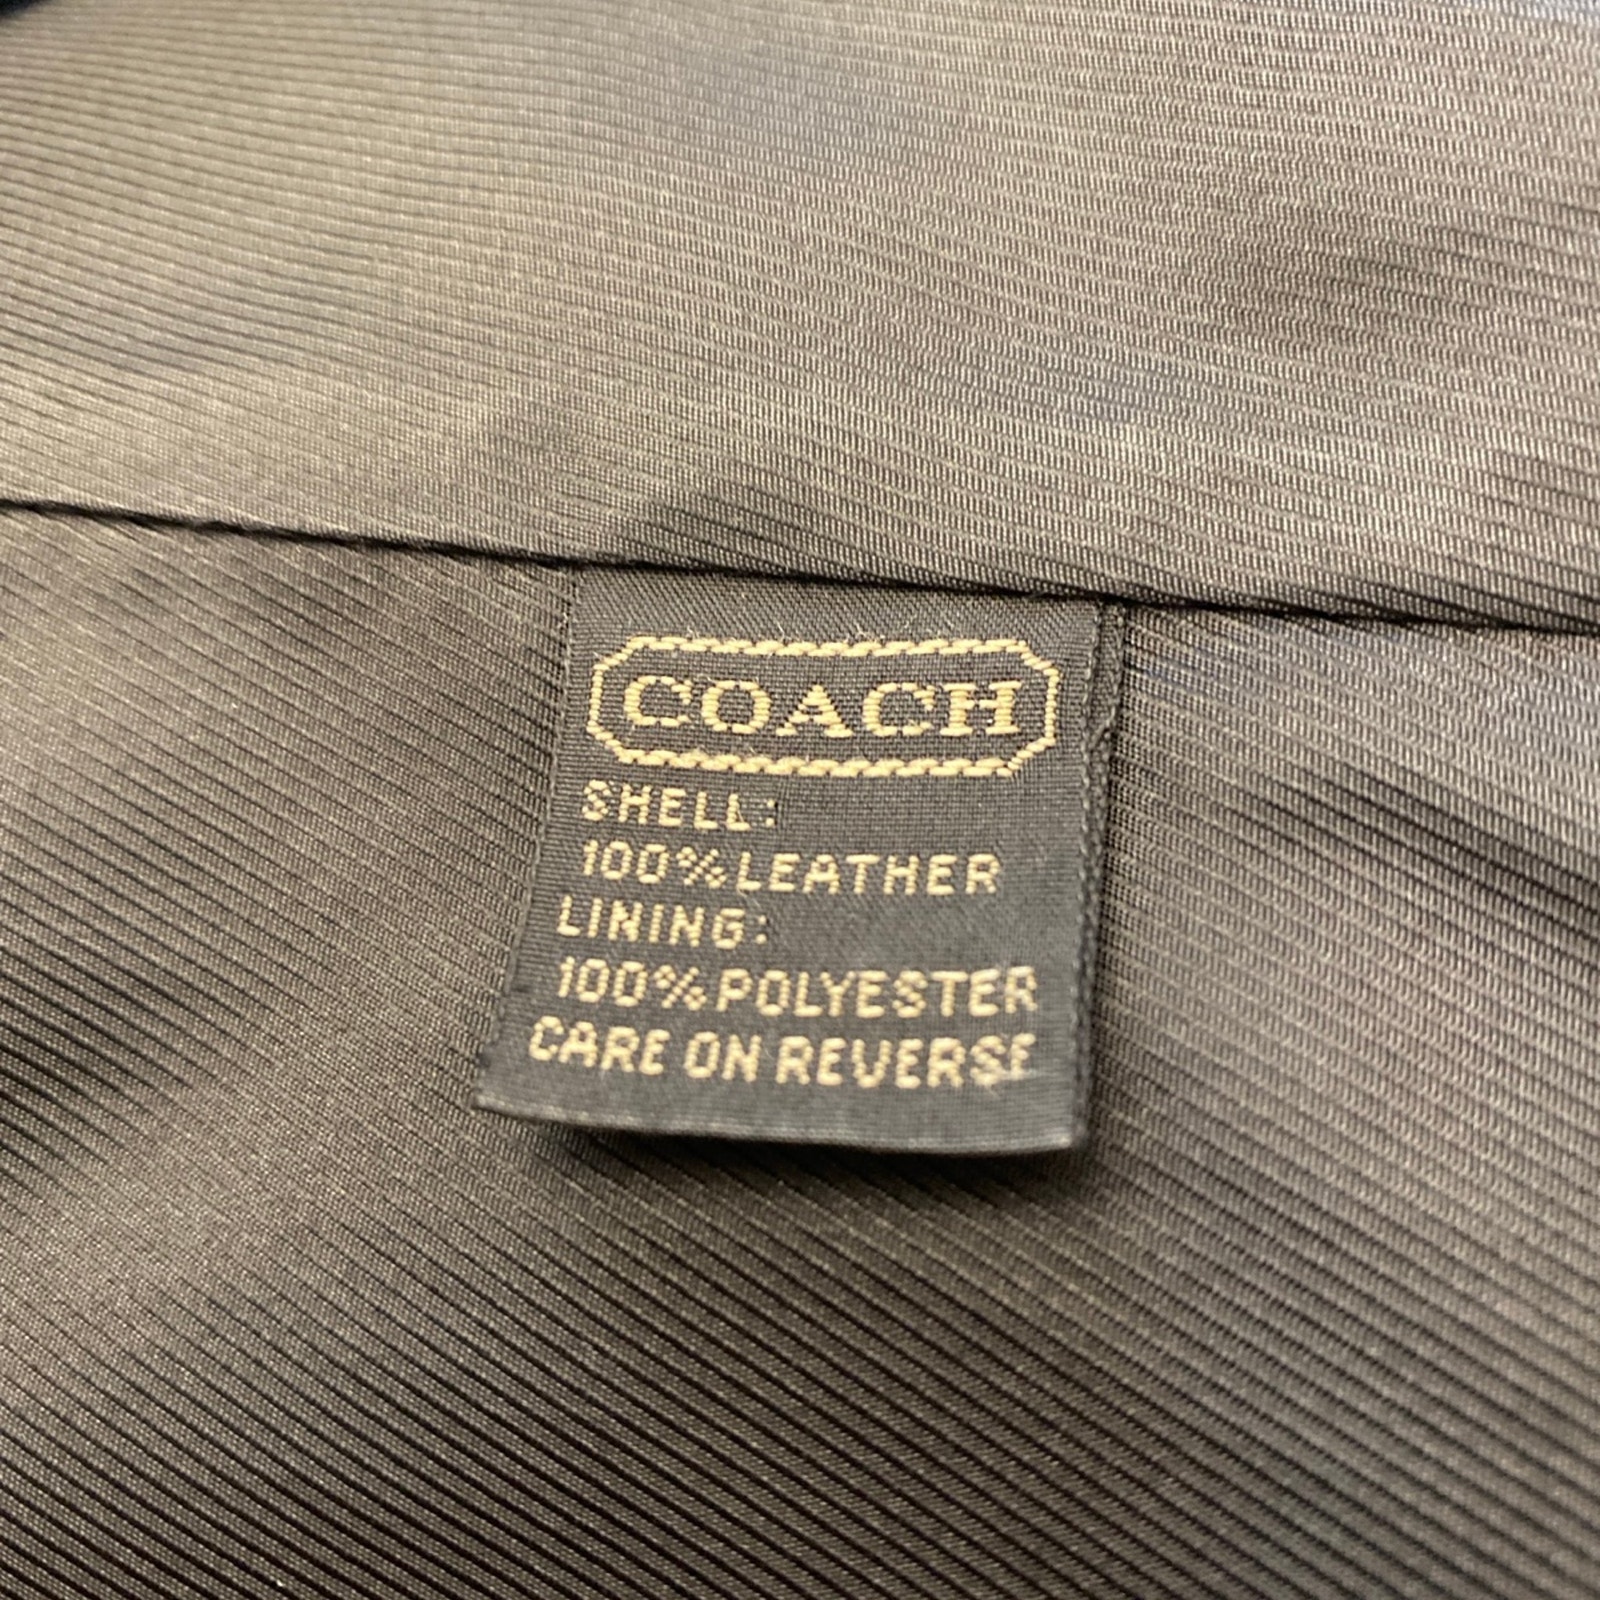 COACH
SHELL:
100% LEATHER
LINING:
100% POLYESTER
CARE ON REVERSE